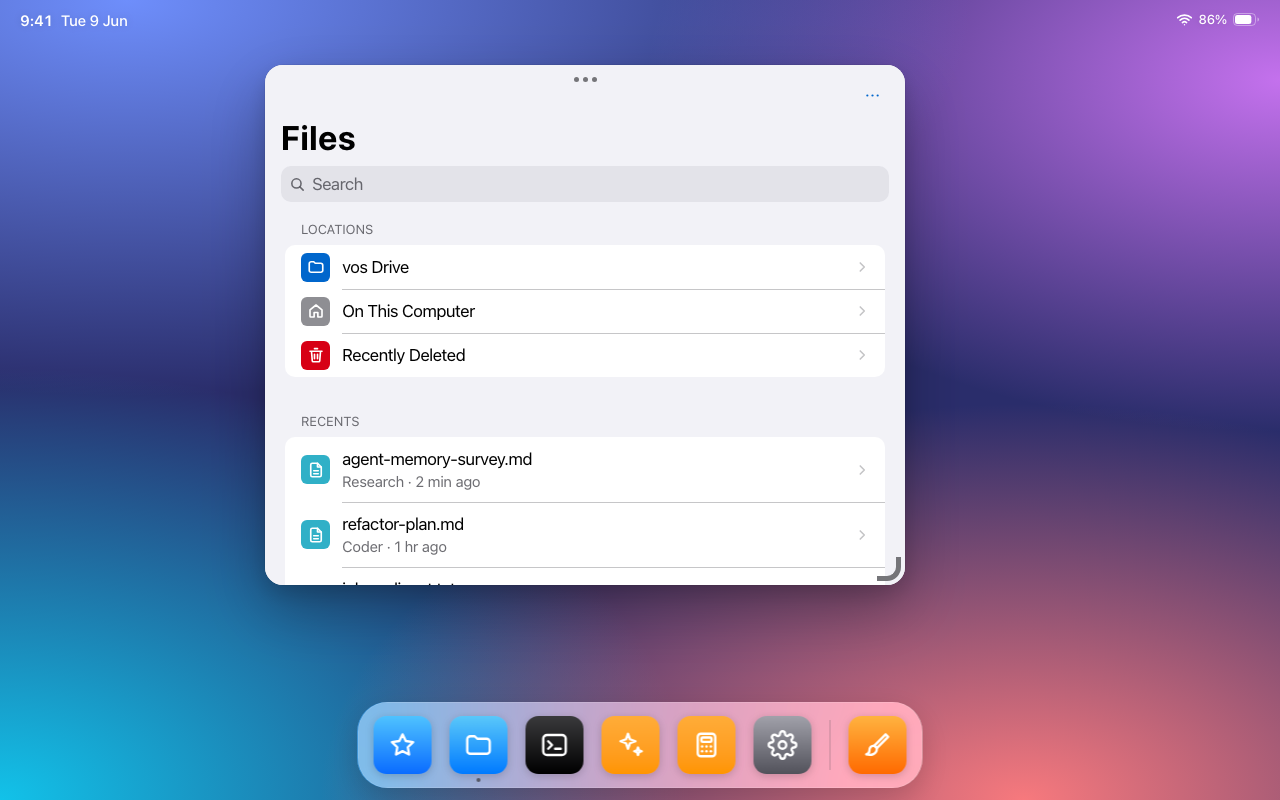 9:41 Tue 9 Jun
86%
Files
Search
LOCATIONS
vos Drive
On This Computer
Recently Deleted
RECENTS
agent-memory-survey.md
Research · 2 min ago
refactor-plan.md
Coder · 1 hr ago